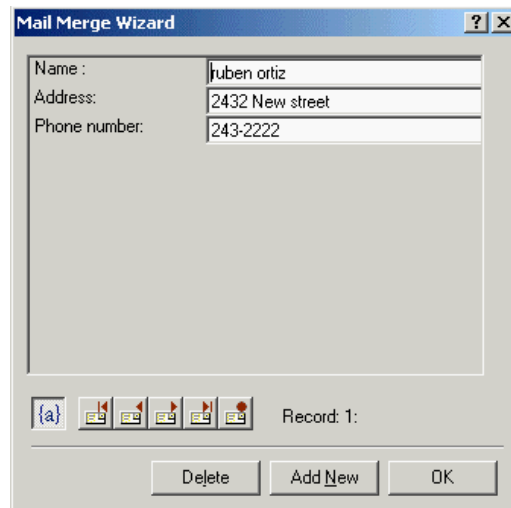 Mail Merge Wizard
Name : ruben ortiz
Address: 2432 New street
Phone number: 243-2222
{a} Record: 1:
Delete Add New OK